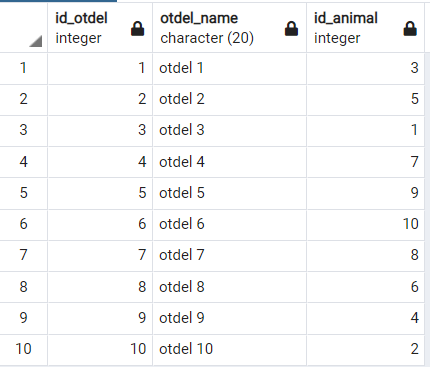 id_otdel otdel_name id_animal
integer character (20) integer
1 1 otdel 1 3
2 2 otdel 2 5
3 3 otdel 3 1
4 4 otdel 4 7
5 5 otdel 5 9
6 6 otdel 6 10
7 7 otdel 7 8
8 8 otdel 8 6
9 9 otdel 9 4
10 10 otdel 10 2